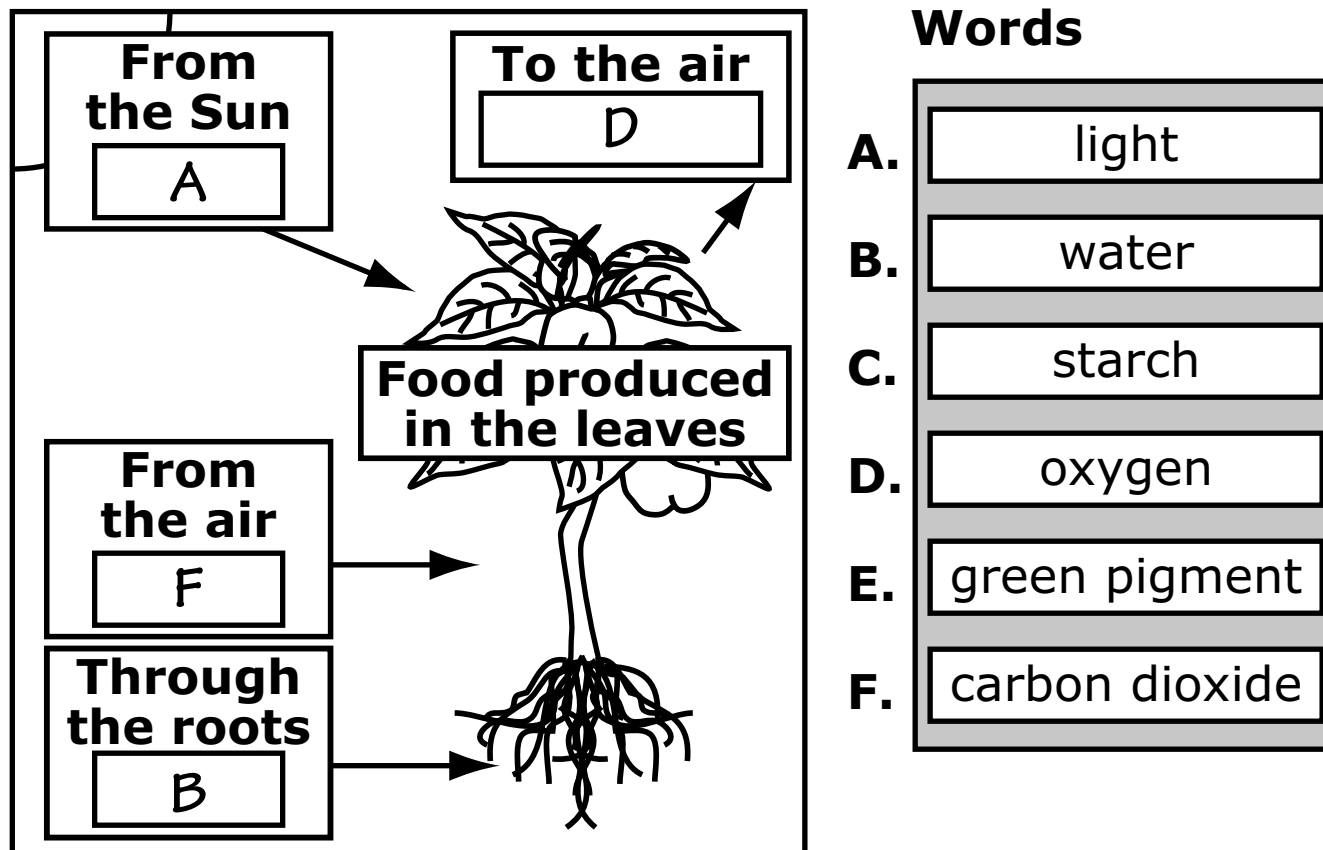 From
the Sun
A
To the air
D
Food produced
in the leaves
From
the air
F
Through
the roots
B
Words
A. light
B. water
C. starch
D. oxygen
E. green pigment
F. carbon dioxide